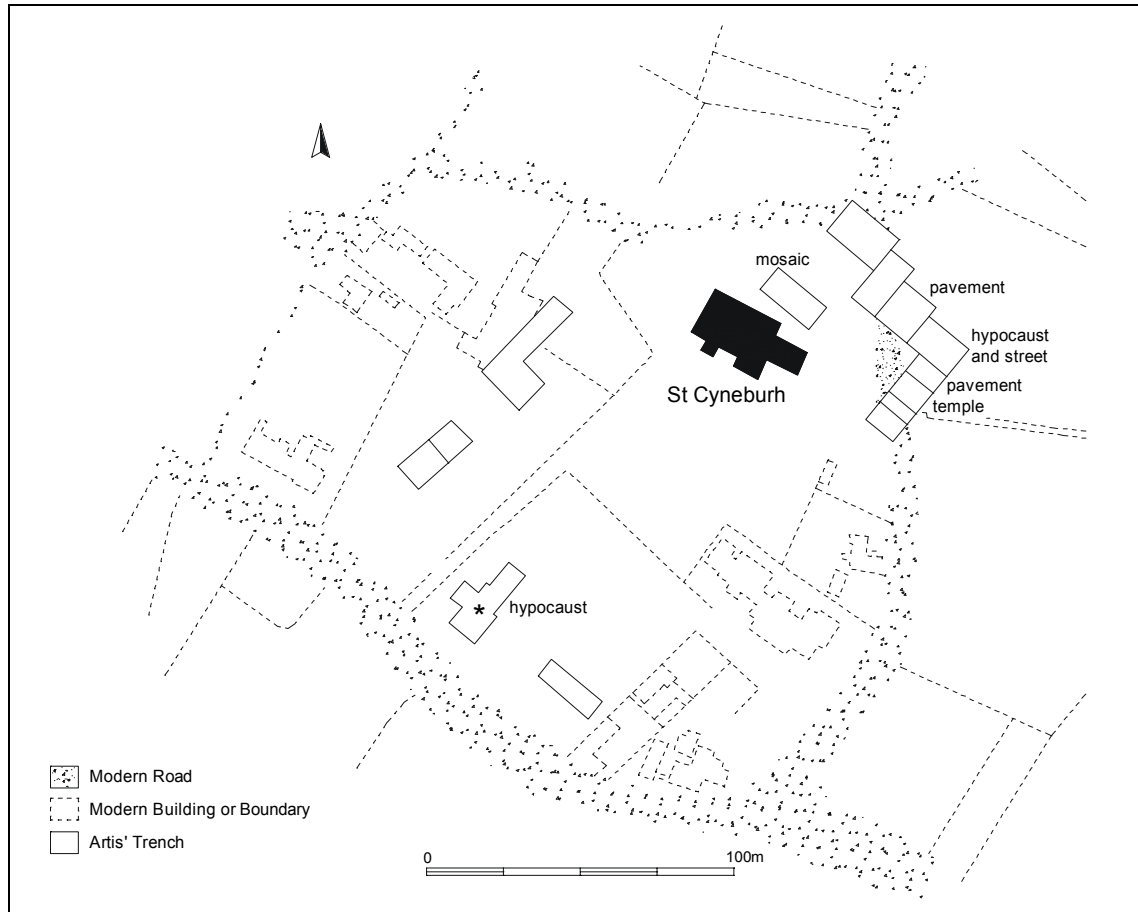 mosaic
pavement
hypocaust
and street
St Cyneburh
pavement
temple
* hypocaust
Modern Road
Modern Building or Boundary
Artis' Trench
0 100m